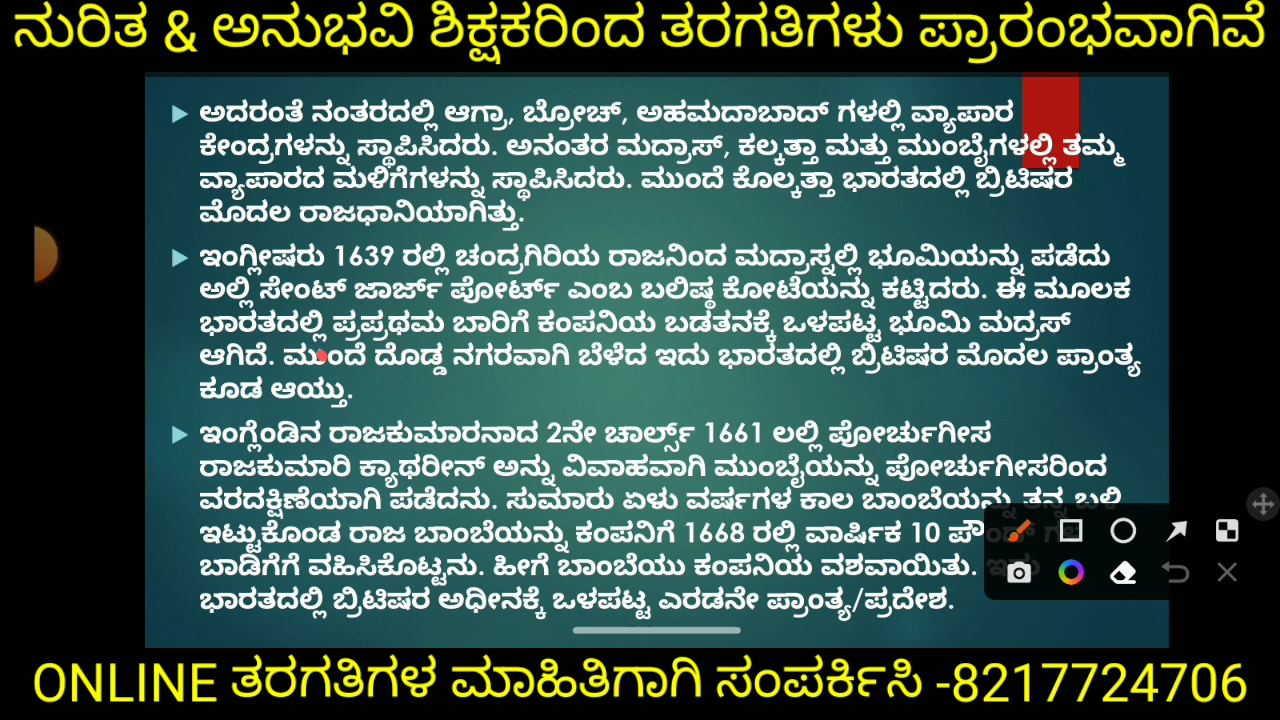 ನುರಿತ & ಅನುಭವಿ ಶಿಕ್ಷಕರಿಂದ ತರಗತಿಗಳು ಪ್ರಾರಂಭವಾಗಿವೆ
ಅದರಂತೆ ನಂತರದಲ್ಲಿ ಆಗ್ರಾ, ಬ್ರೋಚ್, ಅಹಮದಾಬಾದ್ ಗಳಲ್ಲಿ ವ್ಯಾಪಾರ
ಕೇಂದ್ರಗಳನ್ನು ಸ್ಥಾಪಿಸಿದರು. ಅನಂತರ ಮದ್ರಾಸ್, ಕಲ್ಕತ್ತಾ ಮತ್ತು ಮುಂಬೈಗಳಲ್ಲಿ ತಮ್ಮ
ವ್ಯಾಪಾರದ ಮಳಿಗೆಗಳನ್ನು ಸ್ಥಾಪಿಸಿದರು. ಮುಂದೆ ಕೊಲ್ಕತ್ತಾ ಭಾರತದಲ್ಲಿ ಬ್ರಿಟಿಷರ
ಮೊದಲ ರಾಜಧಾನಿಯಾಗಿತ್ತು.
ಇಂಗ್ಲೀಷರು 1639 ರಲ್ಲಿ ಚಂದ್ರಗಿರಿಯ ರಾಜನಿಂದ ಮದ್ರಾಸ್ನಲ್ಲಿ ಭೂಮಿಯನ್ನು ಪಡೆದು
ಅಲ್ಲಿ ಸೇಂಟ್ ಜಾರ್ಜ್ ಪೋರ್ಟ್ ಎಂಬ ಬಲಿಷ್ಠ ಕೋಟೆಯನ್ನು ಕಟ್ಟಿದರು. ಈ ಮೂಲಕ
ಭಾರತದಲ್ಲಿ ಪ್ರಪ್ರಥಮ ಬಾರಿಗೆ ಕಂಪನಿಯ ಬಡತನಕ್ಕೆ ಒಳಪಟ್ಟ ಭೂಮಿ ಮದ್ರಸ್
ಆಗಿದೆ. ಮುಂದೆ ದೊಡ್ಡ ನಗರವಾಗಿ ಬೆಳೆದ ಇದು ಭಾರತದಲ್ಲಿ ಬ್ರಿಟಿಷರ ಮೊದಲ ಪ್ರಾಂತ್ಯ
ಕೂಡ ಆಯ್ತು.
ಇಂಗ್ಲೆಂಡಿನ ರಾಜಕುಮಾರನಾದ 2ನೇ ಚಾರ್ಲ್ಸ್ 1661 ಲಲ್ಲಿ ಪೋರ್ಚುಗೀಸ
ರಾಜಕುಮಾರಿ ಕ್ಯಾಥರೀನ್ ಅನ್ನು ವಿವಾಹವಾಗಿ ಮುಂಬೈಯನ್ನು ಪೋರ್ಚುಗೀಸರಿಂದ
ವರದಕ್ಷಿಣೆಯಾಗಿ ಪಡೆದನು. ಸುಮಾರು ಏಳು ವರ್ಷಗಳ ಕಾಲ ಬಾಂಬೆಯನ್ನು ತನ್ನ ಬಳಿ
ಇಟ್ಟುಕೊಂಡ ರಾಜ ಬಾಂಬೆಯನ್ನು ಕಂಪನಿಗೆ 1668 ರಲ್ಲಿ ವಾರ್ಷಿಕ 10
ಬಾಡಿಗೆಗೆ ವಹಿಸಿಕೊಟ್ಟನು. ಹೀಗೆ ಬಾಂಬೆಯು ಕಂಪನಿಯ ವಶವಾಯಿತು.
ಭಾರತದಲ್ಲಿ ಬ್ರಿಟಿಷರ ಅಧೀನಕ್ಕೆ ಒಳಪಟ್ಟ ಎರಡನೇ ಪ್ರಾಂತ್ಯ/ಪ್ರದೇಶ.
ONLINE ತರಗತಿಗಳ ಮಾಹಿತಿಗಾಗಿ ಸಂಪರ್ಕಿಸಿ -8217724706